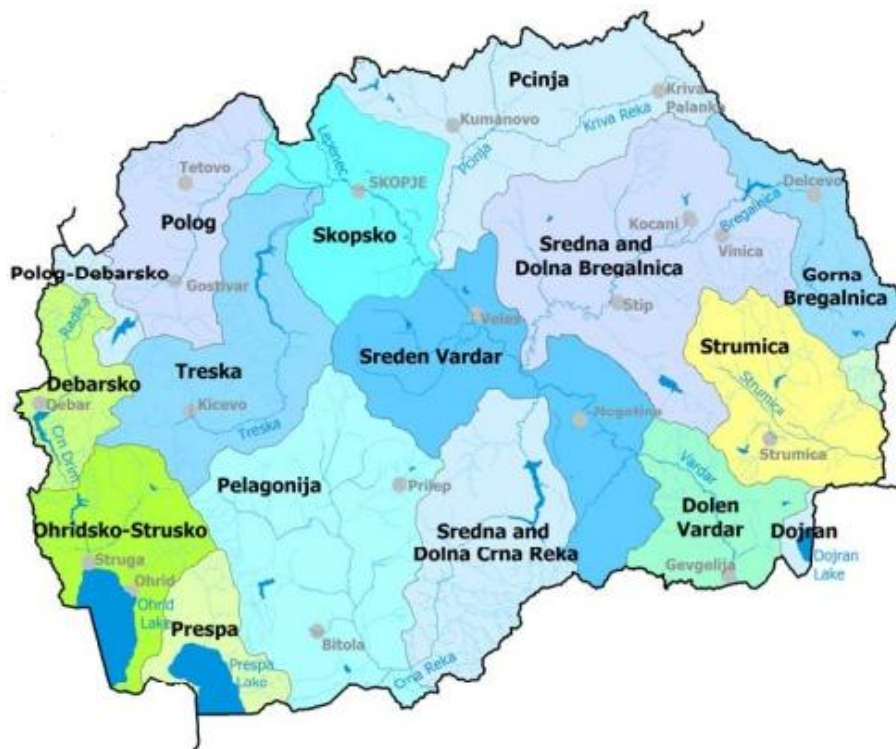 Pcinja
Kriva
Palanka
Kumanovo
Kriva Reka
Pcinja
Lepenec
Tetovo
SKOPJE
Delcevo
Polog
Skopsko
Kocani
Bregalnica
Vinica
Sredna and
Dolna Bregalnica
Polog-Debarsko
Gostivar
Gorna
Bregalnica
Radika
Veles
Stip
Debarsko
Treska
Sreden Vardar
Strumica
Debar
Kicevo
Strumica
Treska
Negotino
Crn Drim
Strumica
Vardar
Pelagonija
Prilep
Ohridsko-Strusko
Sredna and
Dolna Crna Reka
Dolen
Vardar
Dojran
Struga
Gevgelija
Dojran
Lake
Ohrid
Ohrid
Lake
Prespa
Bitola
Prespa
Lake
Crna Reka